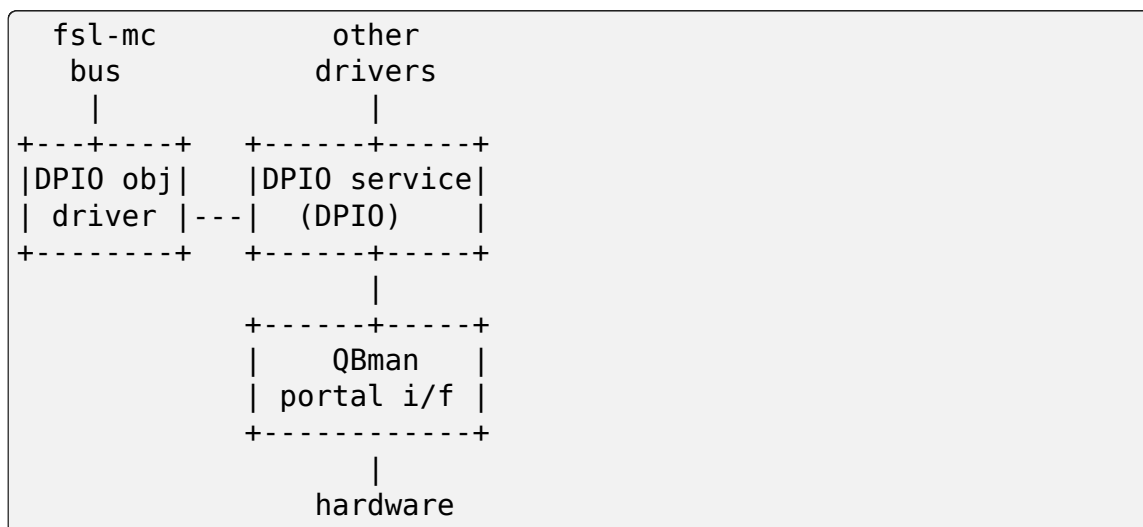 fsl-mc          other
    bus           drivers
     |               |
 +---+----+   +------+-----+
 |DPIO obj|   |DPIO service|
 | driver |---|  (DPIO)    |
 +--------+   +------+-----+
                     |
              +------+-----+
              |    QBman   |
              | portal i/f |
              +------------+
                     |
                  hardware